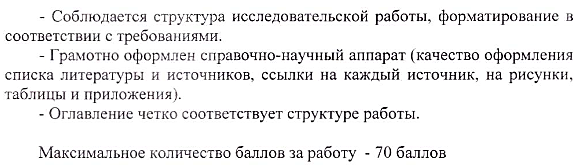 - Соблюдается структура исследовательской работы, форматирование в
соответствии с требованиями.
- Грамотно оформлен справочно-научный аппарат (качество оформления
списка литературы и источников, ссылки на каждый источник, на рисунки,
таблицы и приложения).
- Оглавление четко соответствует структуре работы.
Максимальное количество баллов за работу - 70 баллов